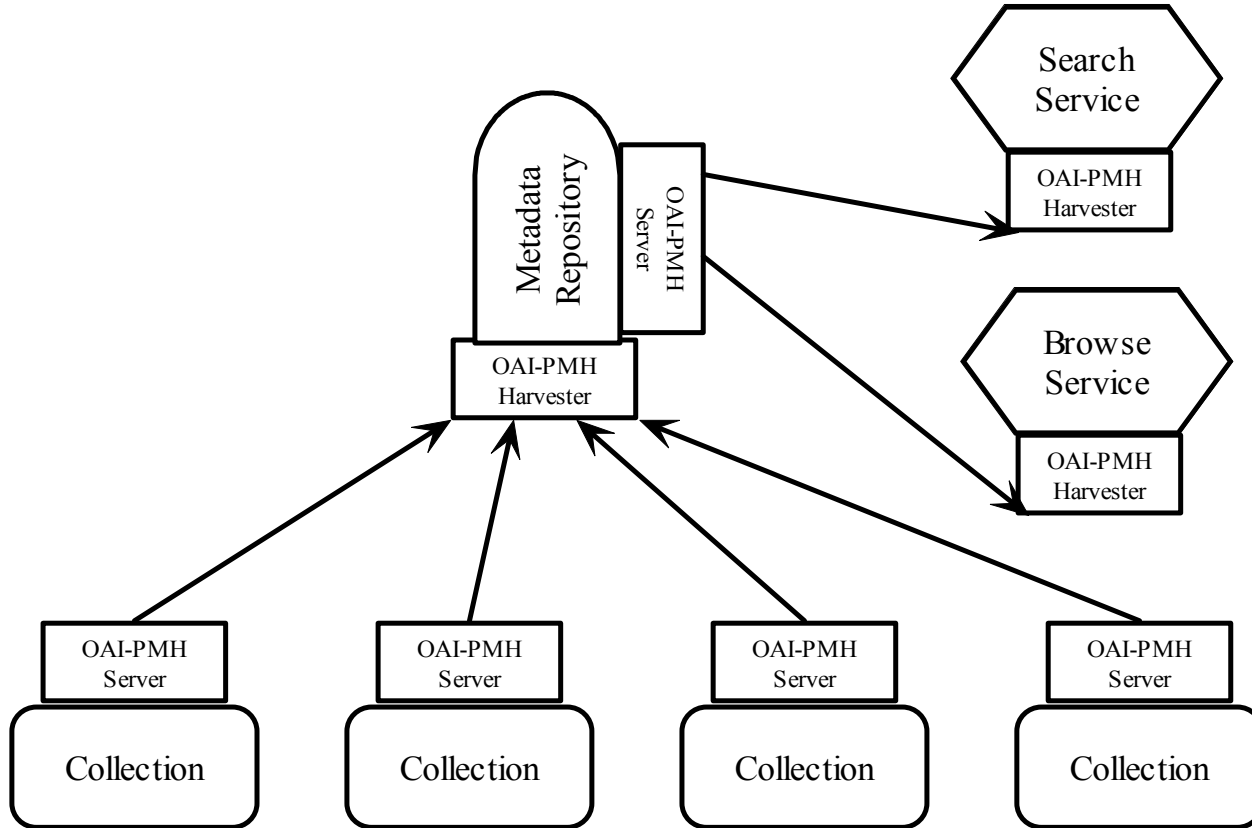 Search
Service
OAI-PMH
Harvester
Metadata
Repository
OAI-PMH
Server
OAI-PMH
Harvester
Browse
Service
OAI-PMH
Harvester
OAI-PMH
Server
Collection
OAI-PMH
Server
Collection
OAI-PMH
Server
Collection
OAI-PMH
Server
Collection